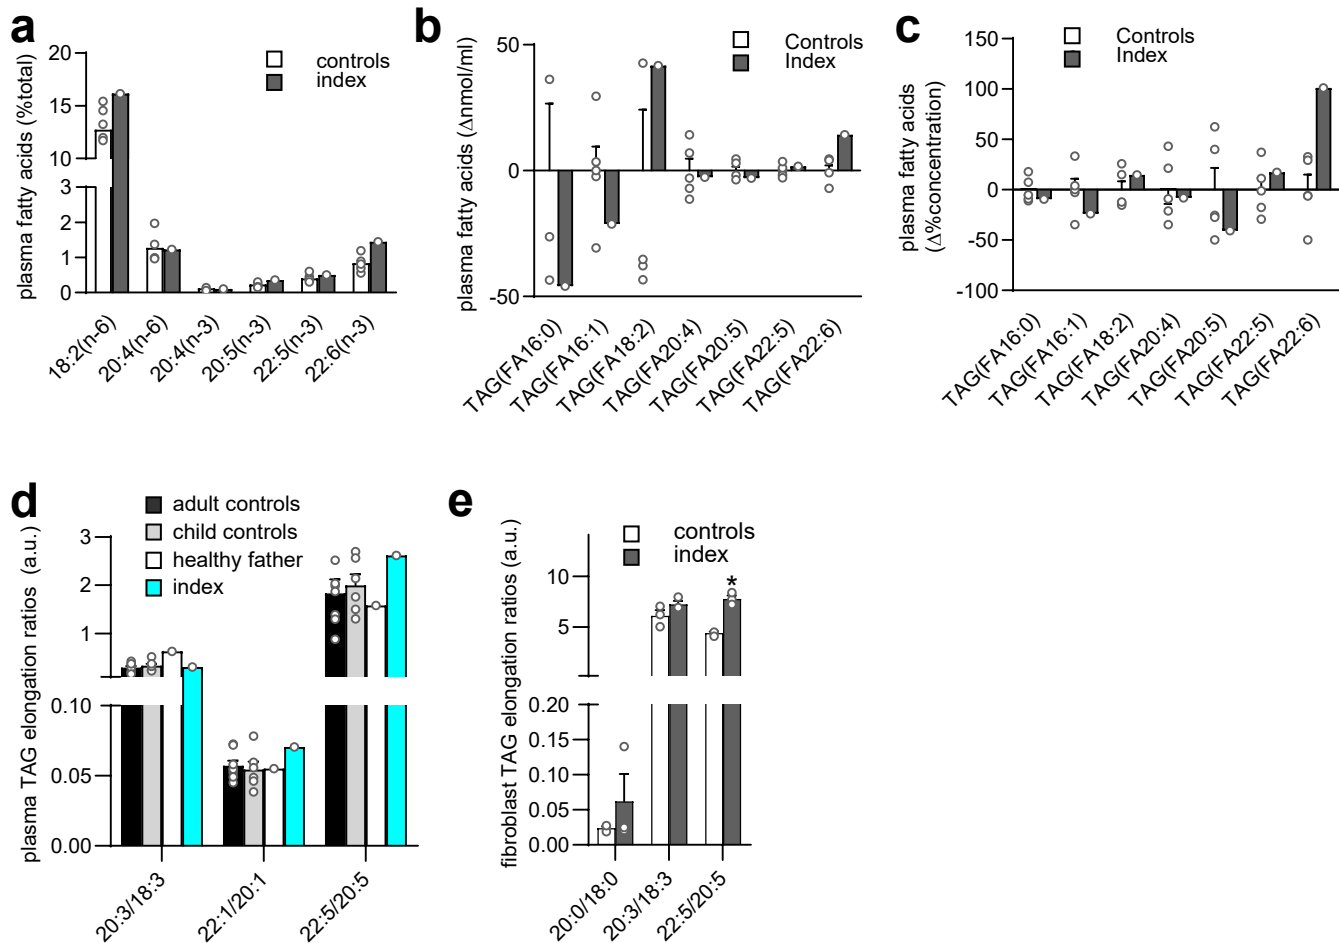 a
plasma fatty acids (%total)
20
15
10
3
2
1
0
controls
index
18:2(n-6)
20:4(n-6)
20:4(n-3)
20:5(n-3)
22:5(n-3)
22:6(n-3)
b
plasma fatty acids (Δnmol/ml)
50
0
-50
Controls
Index
TAG(FA16:0)
TAG(FA16:1)
TAG(FA18:2)
TAG(FA20:4)
TAG(FA20:5)
TAG(FA22:5)
TAG(FA22:6)
c
plasma fatty acids
(Δ%concentration)
150
100
50
0
-50
-100
Controls
Index
TAG(FA16:0)
TAG(FA16:1)
TAG(FA18:2)
TAG(FA20:4)
TAG(FA20:5)
TAG(FA22:5)
TAG(FA22:6)
d
plasma TAG elongation ratios (a.u.)
adult controls
child controls
healthy father
index
3
2
1
0.10
0.05
0.00
20:3/18:3
22:1/20:1
22:5/20:5
e
fibroblast TAG elongation ratios (a.u.)
controls
index
10
5
*
0.20
0.15
0.10
0.05
0.00
20:0/18:0
20:3/18:3
22:5/20:5